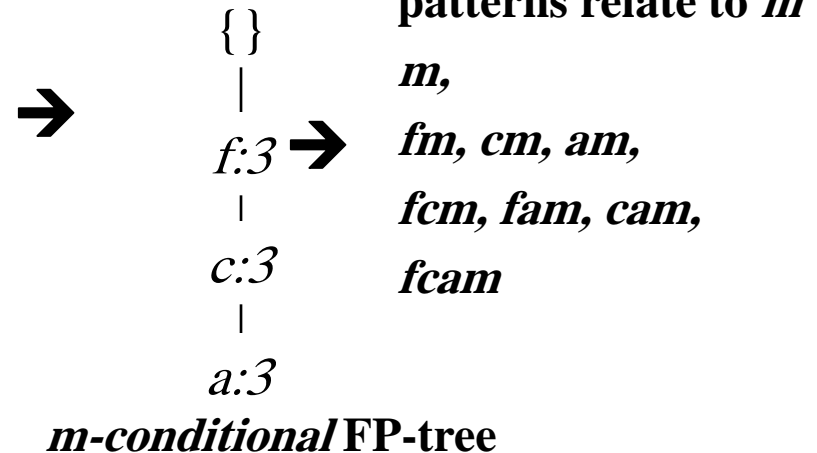 patterns relate to m
{}
m,
f:3
fm, cm, am,
fcm, fam, cam,
c:3
fcam
a:3
m-conditional FP-tree